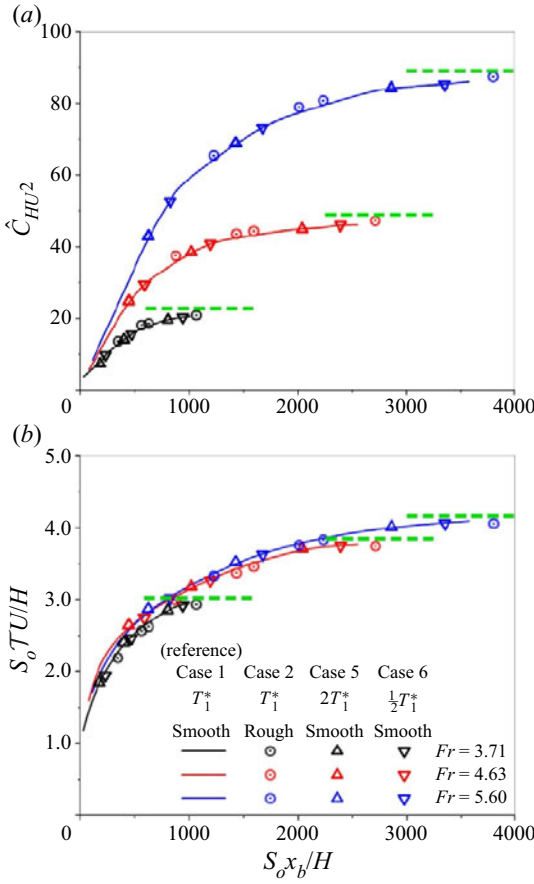 (a)
100
80
60
40
20
0
1000
2000
3000
4000
Ĉ_HU²
(b)
5.0
4.0
3.0
2.0
1.0
0
1000
2000
3000
4000
S_o𝒯U/H
S_o x_b/H
(reference)
Case 1 Case 2 Case 5 Case 6
T₁* T₁* 2T₁* ½T₁*
Smooth Rough Smooth Smooth
Fr = 3.71
Fr = 4.63
Fr = 5.60